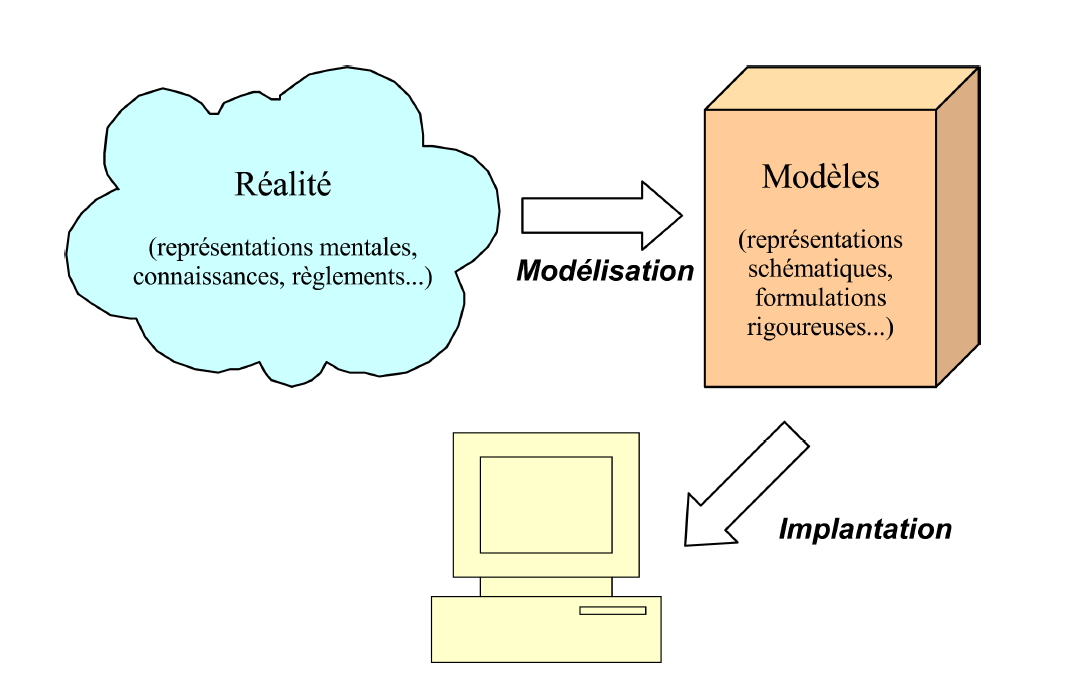 Réalité
(représentations mentales,
connaissances, règlements...)
Modélisation
Modèles
(représentations
schématiques,
formulations
rigoureuses...)
Implantation